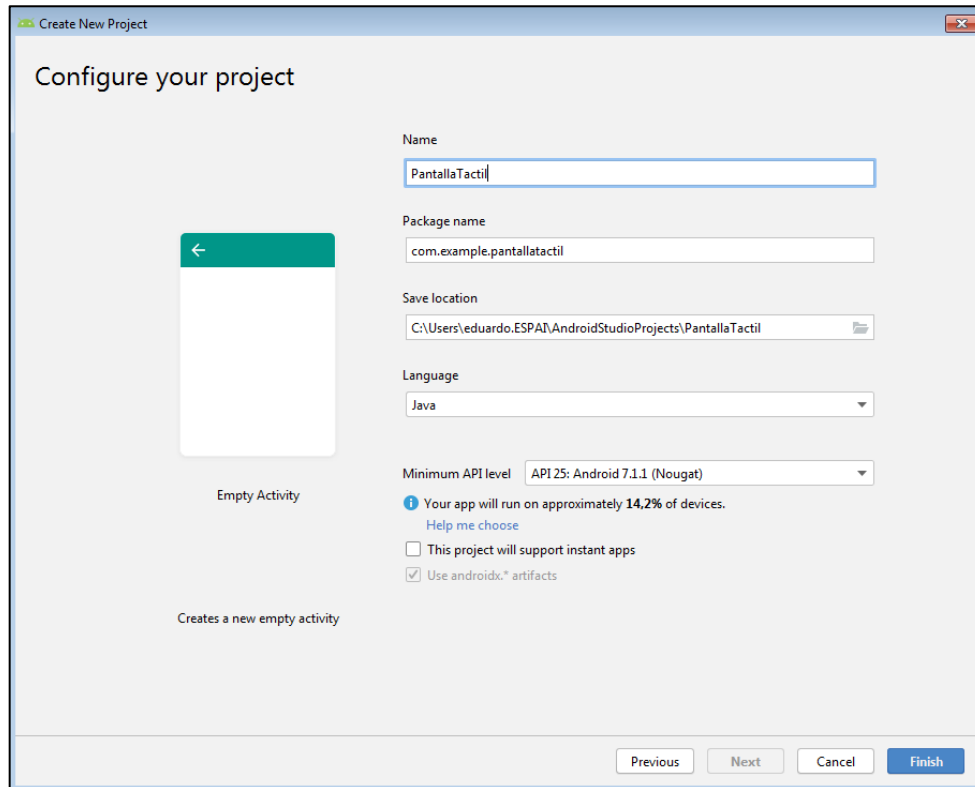 Create New Project
Configure your project
Name
PantallaTactil
Package name
com.example.pantallatactil
Save location
C:\Users\eduardo.ESPAI\AndroidStudioProjects\PantallaTactil
Language
Java
Minimum API level API 25: Android 7.1.1 (Nougat)
Empty Activity
Your app will run on approximately 14,2% of devices.
Help me choose
This project will support instant apps
Use androidx.* artifacts
Creates a new empty activity
Previous Next Cancel Finish